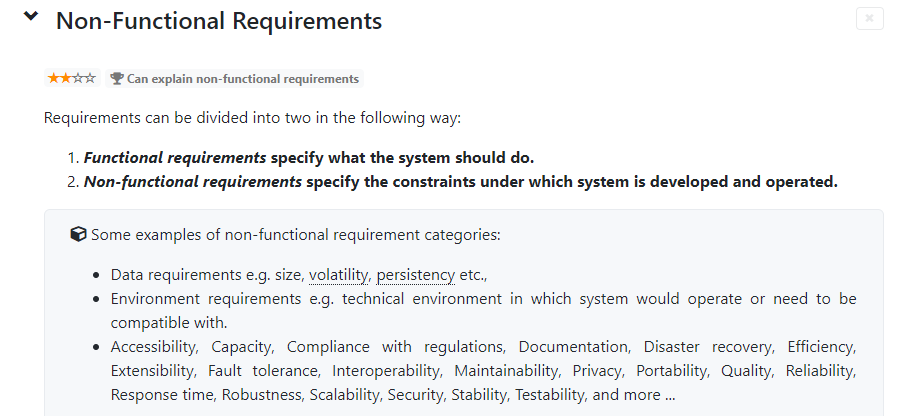 Non-Functional Requirements
Can explain non-functional requirements
Requirements can be divided into two in the following way:
1. Functional requirements specify what the system should do.
2. Non-functional requirements specify the constraints under which system is developed and operated.
Some examples of non-functional requirement categories:
• Data requirements e.g. size, volatility, persistency etc.,
• Environment requirements e.g. technical environment in which system would operate or need to be
compatible with.
• Accessibility, Capacity, Compliance with regulations, Documentation, Disaster recovery, Efficiency,
Extensibility, Fault tolerance, Interoperability, Maintainability, Privacy, Portability, Quality, Reliability,
Response time, Robustness, Scalability, Security, Stability, Testability, and more ...